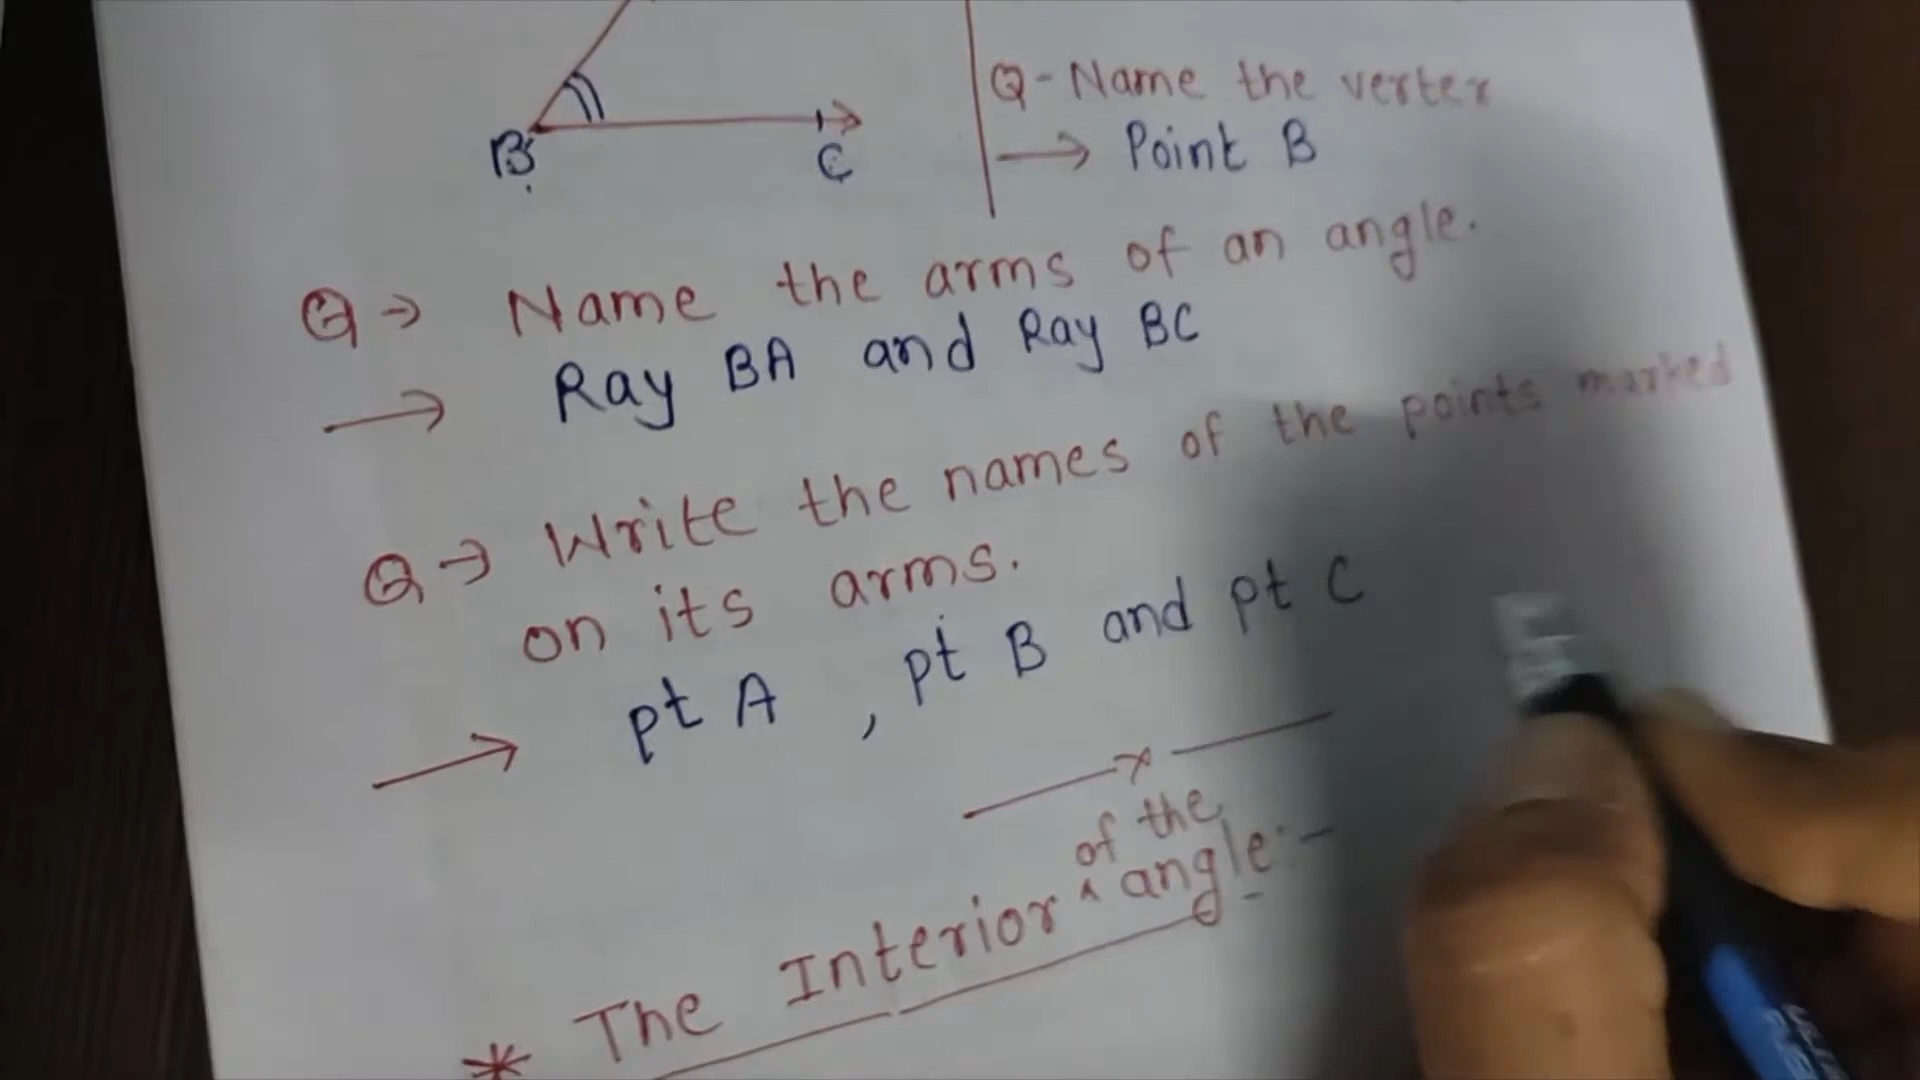 B
C
Q - Name the vertex
→ Point B
Q → Name the arms of an angle.
→ Ray BA and Ray BC
Q → Write the names of the points marked
on its arms.
→ pt A , pt B and pt C
x
of the
* The Interior ^ angle :-